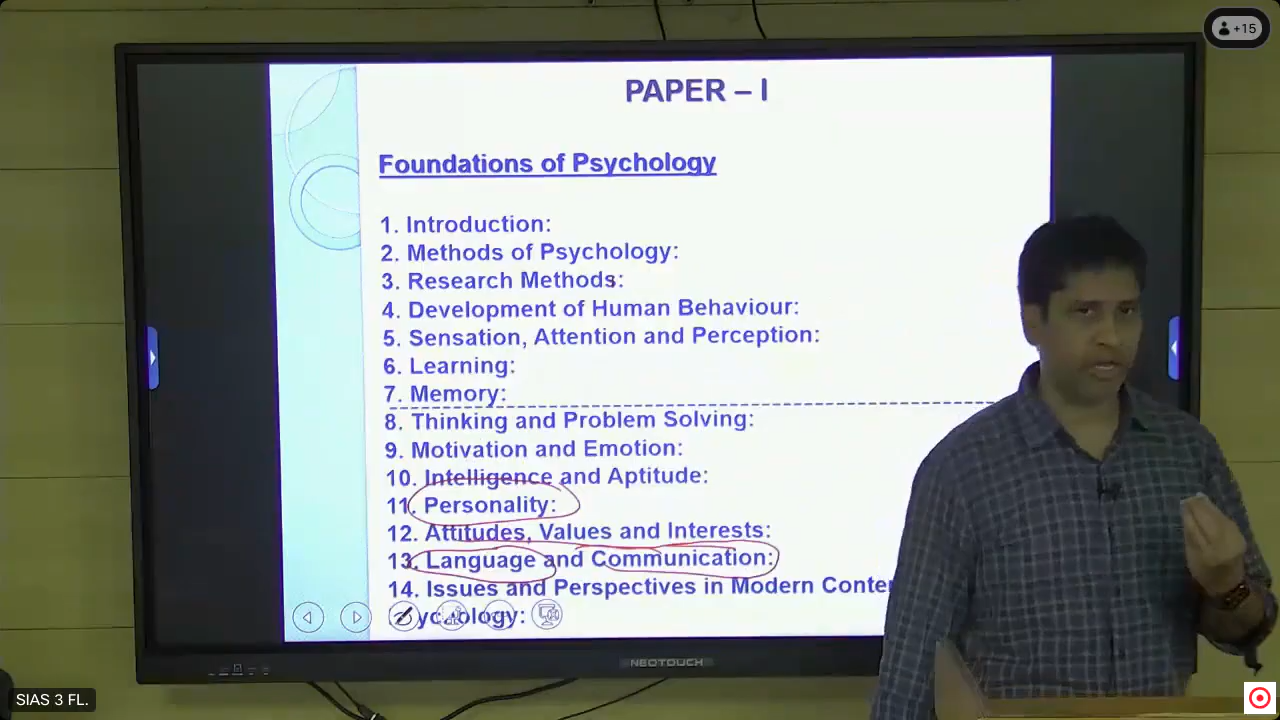 +15
PAPER – I
Foundations of Psychology
1. Introduction:
2. Methods of Psychology:
3. Research Methods:
4. Development of Human Behaviour:
5. Sensation, Attention and Perception:
6. Learning:
7. Memory:
8. Thinking and Problem Solving:
9. Motivation and Emotion:
10. Intelligence and Aptitude:
11. Personality:
12. Attitudes, Values and Interests:
13. Language and Communication:
14. Issues and Perspectives in Modern Conte
ychology:
NEOTOUCH
SIAS 3 FL.